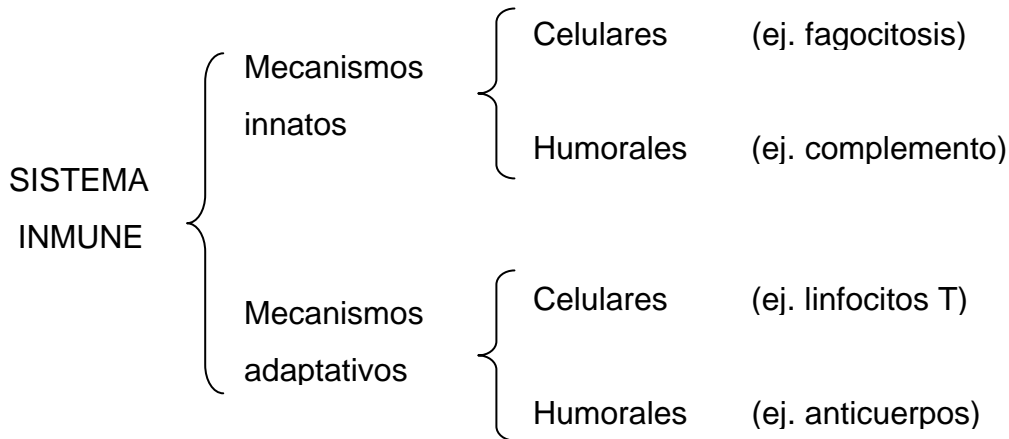 SISTEMA
INMUNE
Mecanismos
innatos
Celulares (ej. fagocitosis)
Humorales (ej. complemento)
Mecanismos
adaptativos
Celulares (ej. linfocitos T)
Humorales (ej. anticuerpos)